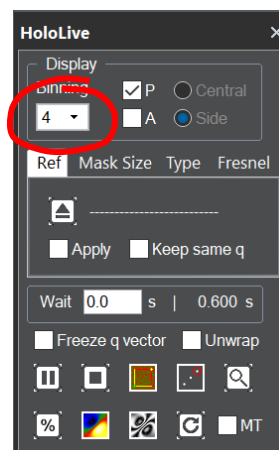 HoloLive ×
Display
Binning P Central
4 A Side
Ref Mask Size Type Fresnel
--------------------------
Apply Keep same q
Wait 0.0 s | 0.600 s
Freeze q vector Unwrap
% % C MT